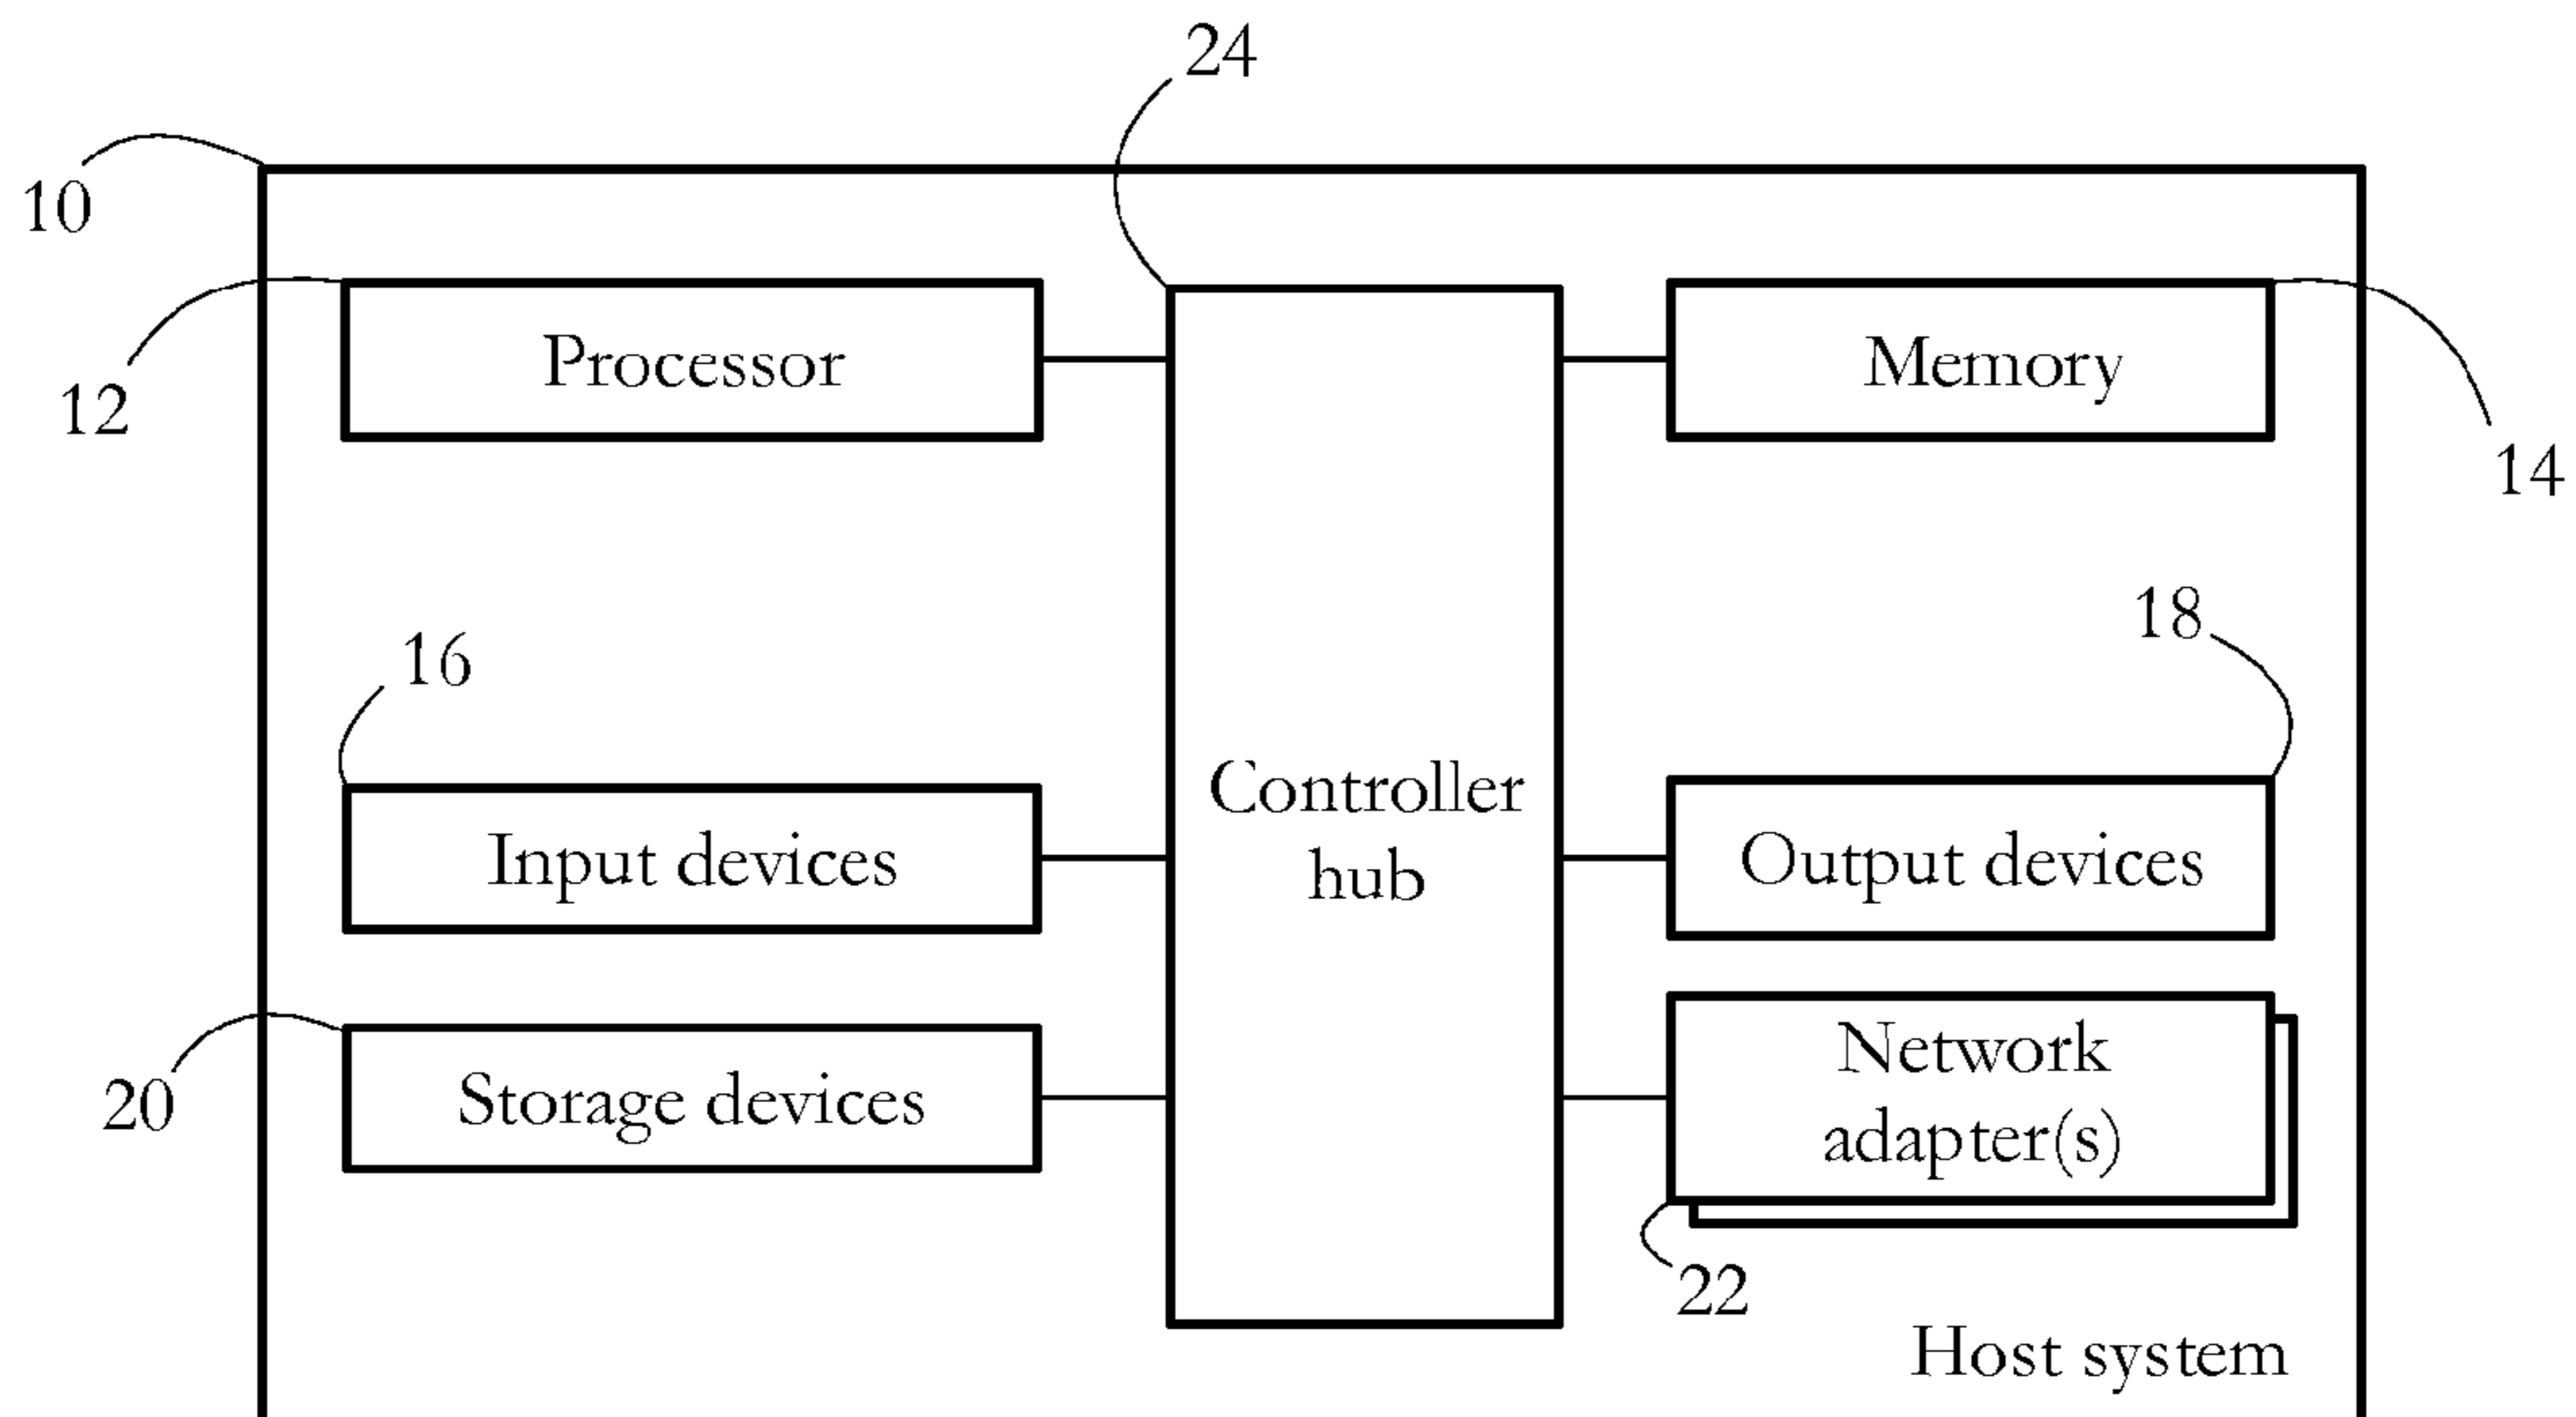 24
10
Processor
Memory
12
14
18
16
Controller
hub
Input devices
Output devices
Network
adapter(s)
Storage devices
20
22
Host system